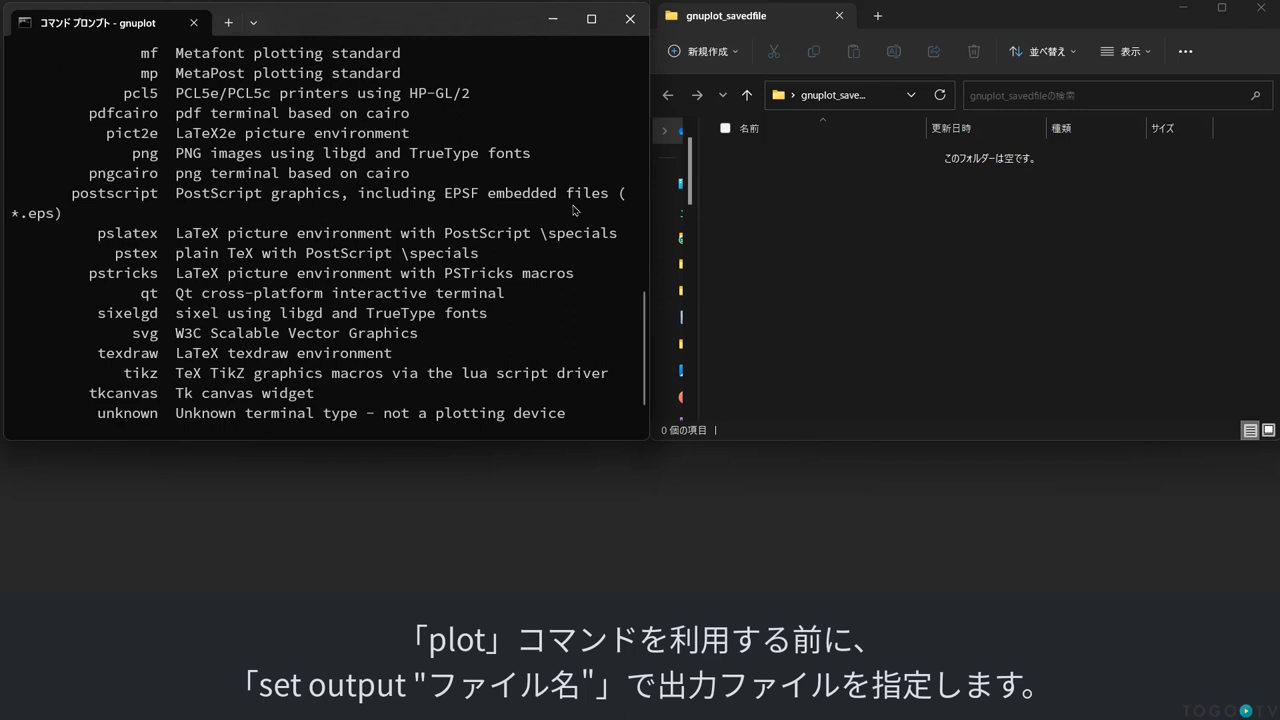 コマンド プロンプト - gnuplot
mf Metafont plotting standard
mp MetaPost plotting standard
pcl5 PCL5e/PCL5c printers using HP-GL/2
pdfcairo pdf terminal based on cairo
pict2e LaTeX2e picture environment
png PNG images using libgd and TrueType fonts
pngcairo png terminal based on cairo
postscript PostScript graphics, including EPSF embedded files (
*.eps)
pslatex LaTeX picture environment with PostScript \specials
pstex plain TeX with PostScript \specials
pstricks LaTeX picture environment with PSTricks macros
qt Qt cross-platform interactive terminal
sixelgd sixel using libgd and TrueType fonts
svg W3C Scalable Vector Graphics
texdraw LaTeX texdraw environment
tikz TeX TikZ graphics macros via the lua script driver
tkcanvas Tk canvas widget
unknown Unknown terminal type - not a plotting device
gnuplot_savedfile
新規作成
並べ替え
表示
gnuplot_save...
gnuplot_savedfileの検索
名前 更新日時 種類 サイズ
このフォルダーは空です。
0 個の項目
「plot」コマンドを利用する前に、
「set output "ファイル名"」で出力ファイルを指定します。
TOGO TV